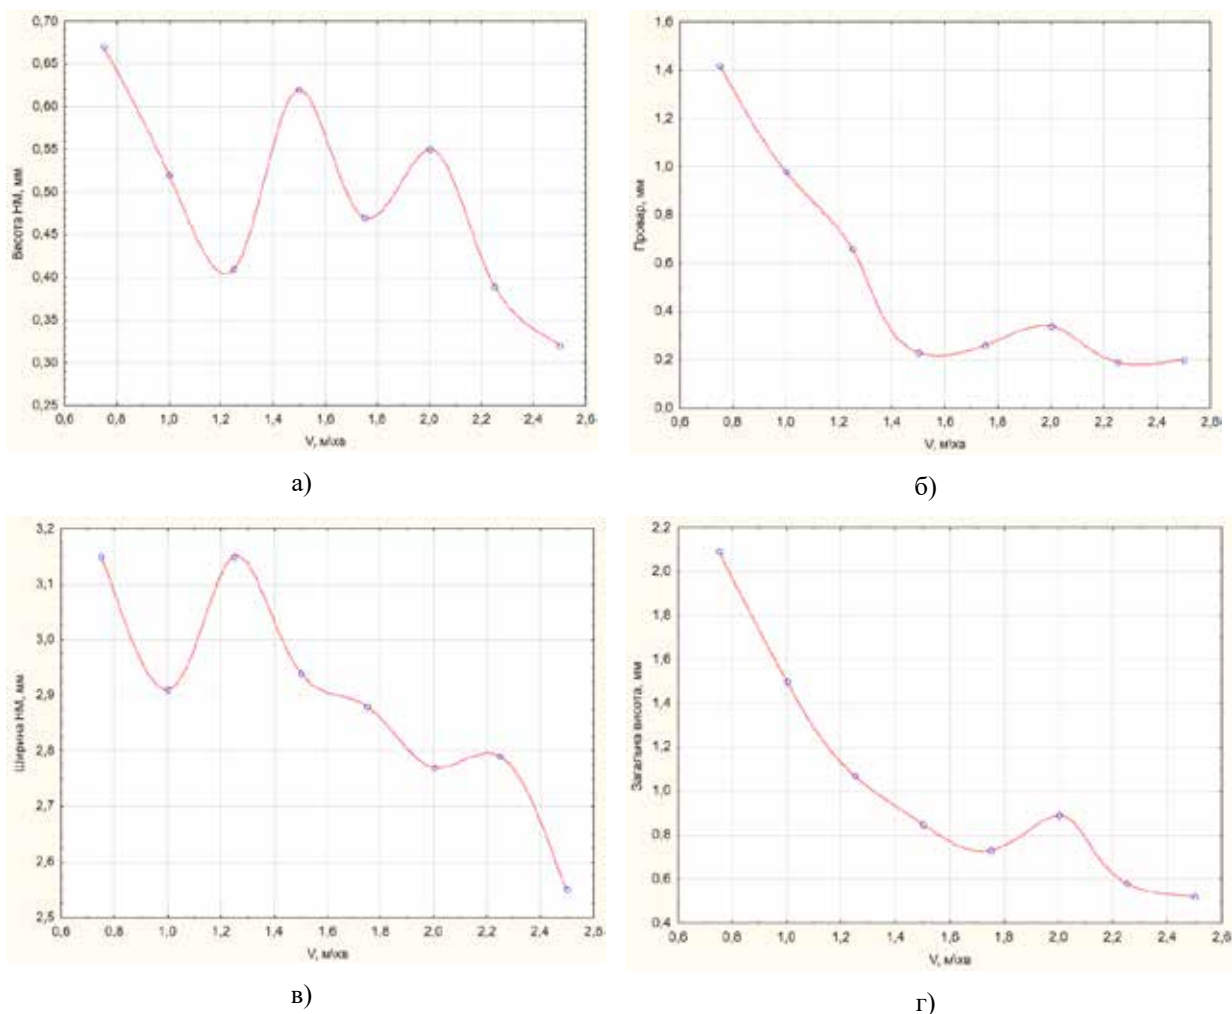 0,70
0,65
0,60
0,55
0,50
0,45
0,40
0,35
0,30
0,25
Висота НМ, мм
0,6 0,8 1,0 1,2 1,4 1,6 1,8 2,0 2,2 2,4 2,6
V, м\хв
а)
1,6
1,4
1,2
1,0
0,8
0,6
0,4
0,2
0,0
Провар, мм
0,6 0,8 1,0 1,2 1,4 1,6 1,8 2,0 2,2 2,4 2,6
V, м\хв
б)
3,2
3,1
3,0
2,9
2,8
2,7
2,6
2,5
Ширина НМ, мм
0,6 0,8 1,0 1,2 1,4 1,6 1,8 2,0 2,2 2,4 2,6
V, м\хв
в)
2,2
2,0
1,8
1,6
1,4
1,2
1,0
0,8
0,6
0,4
Загальна висота, мм
0,6 0,8 1,0 1,2 1,4 1,6 1,8 2,0 2,2 2,4 2,6
V, м\хв
г)